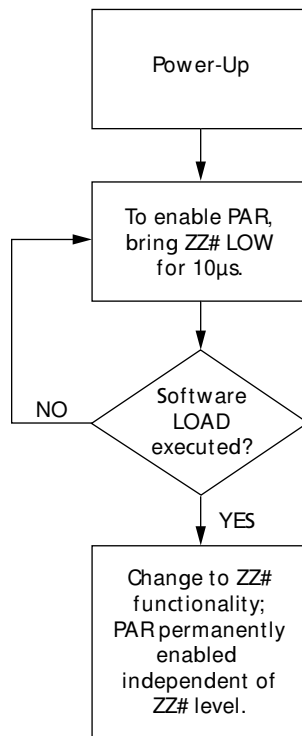 Power-Up
To enable PAR,
bring ZZ# LOW
for 10µs.
Software
LOAD
executed?
NO
YES
Change to ZZ#
functionality;
PAR permanently
enabled
independent of
ZZ# level.